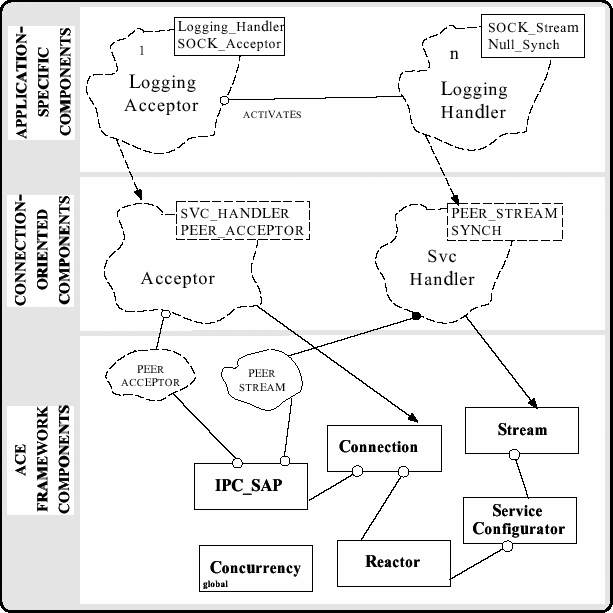 APPLICATION-
SPECIFIC
COMPONENTS
Logging_Handler
SOCK_Acceptor
1
Logging
Acceptor
ACTIVATES
SOCK_Stream
Null_Synch
n
Logging
Handler
CONNECTION-
ORIENTED
COMPONENTS
SVC_HANDLER
PEER_ACCEPTOR
Acceptor
PEER_STREAM
SYNCH
Svc
Handler
ACE
FRAMEWORK
COMPONENTS
PEER
ACCEPTOR
PEER
STREAM
IPC_SAP
Connection
Stream
Service
Configurator
Reactor
Concurrency
global